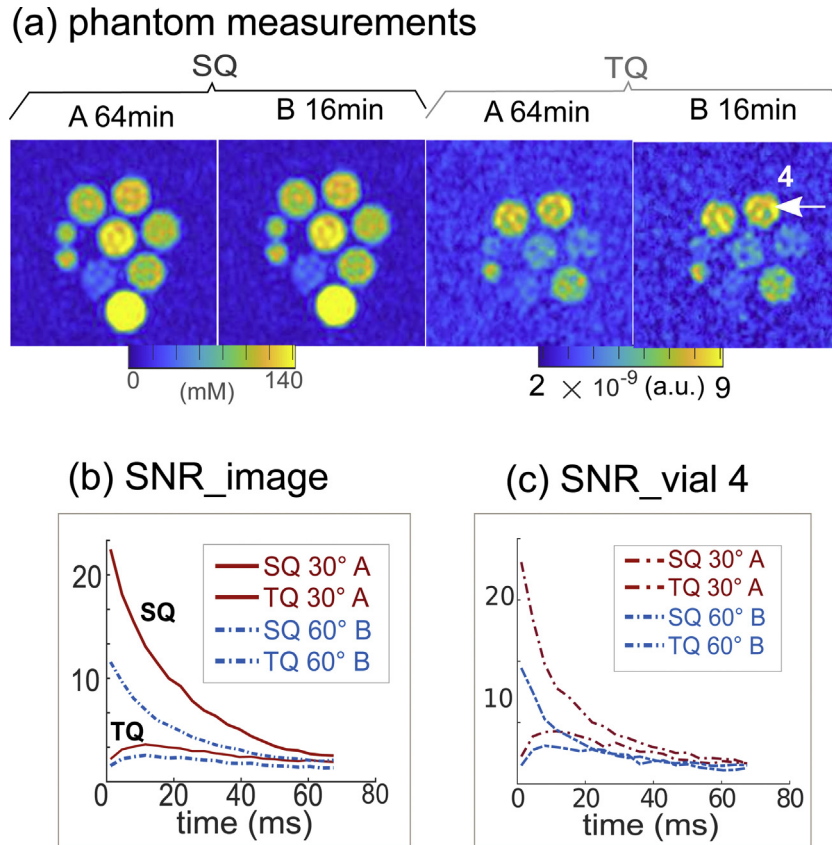 (a) phantom measurements
SQ
TQ
A 64min
B 16min
A 64min
B 16min
4
0
(mM)
140
2
× 10⁻⁹ (a.u.)
9
(b) SNR_image
(c) SNR_vial 4
20
10
SQ
TQ
SQ 30° A
TQ 30° A
SQ 60° B
TQ 60° B
0
20
40
60
80
time (ms)
20
10
SQ 30° A
TQ 30° A
SQ 60° B
TQ 60° B
0
20
40
60
80
time (ms)